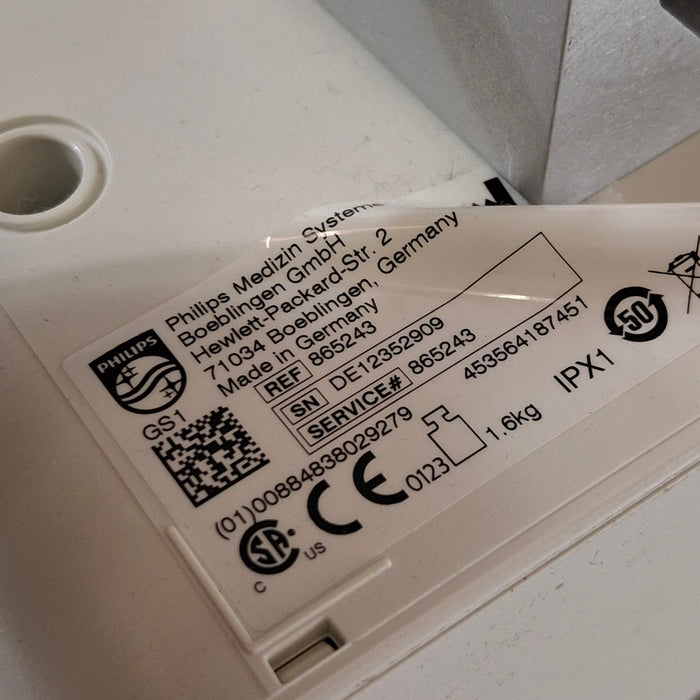 Philips Medizin Systeme
Boeblingen GmbH
Hewlett-Packard-Str. 2
71034 Boeblingen, Germany
Made in Germany
PHILIPS
REF 865243
SN DE12352909
SERVICE# 865243
453564187451
GS1
(01)00884838029279
IPX1
50
1.6kg
0123
CE
SA
C US